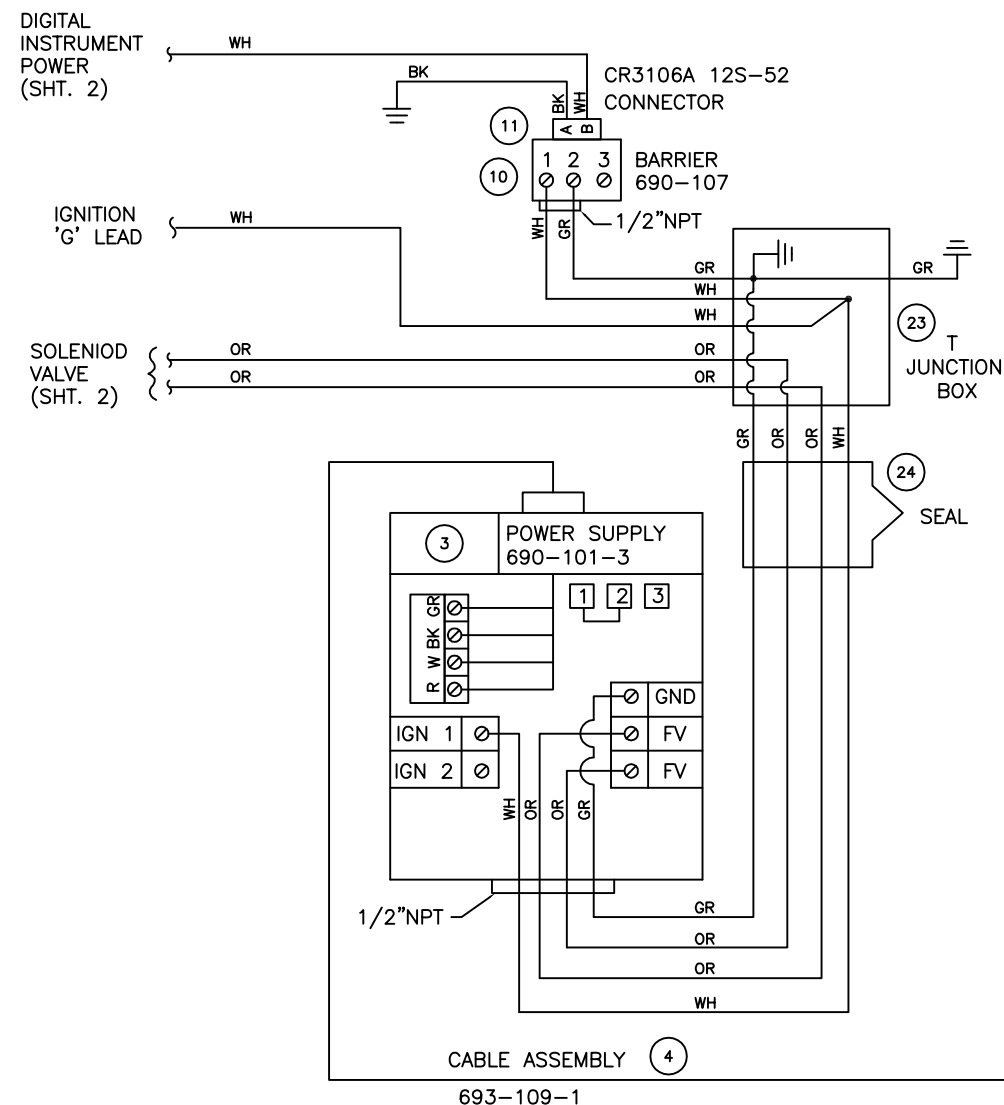 DIGITAL
INSTRUMENT
POWER
(SHT. 2)
WH
BK
BK
WH
CR3106A 12S-52
CONNECTOR
11
A
B
10
1 2 3
BARRIER
690-107
1/2"NPT
WH
GR
IGNITION
'G' LEAD
WH
GR
GR
WH
WH
23
T
JUNCTION
BOX
SOLENIOD
VALVE
(SHT. 2)
OR
OR
OR
OR
GR
OR
OR
WH
24
SEAL
3
POWER SUPPLY
690-101-3
1 2 3
GR
BK
W
R
GND
FV
FV
IGN 1
IGN 2
WH
OR
OR
GR
1/2"NPT
GR
OR
OR
WH
CABLE ASSEMBLY 4
693-109-1